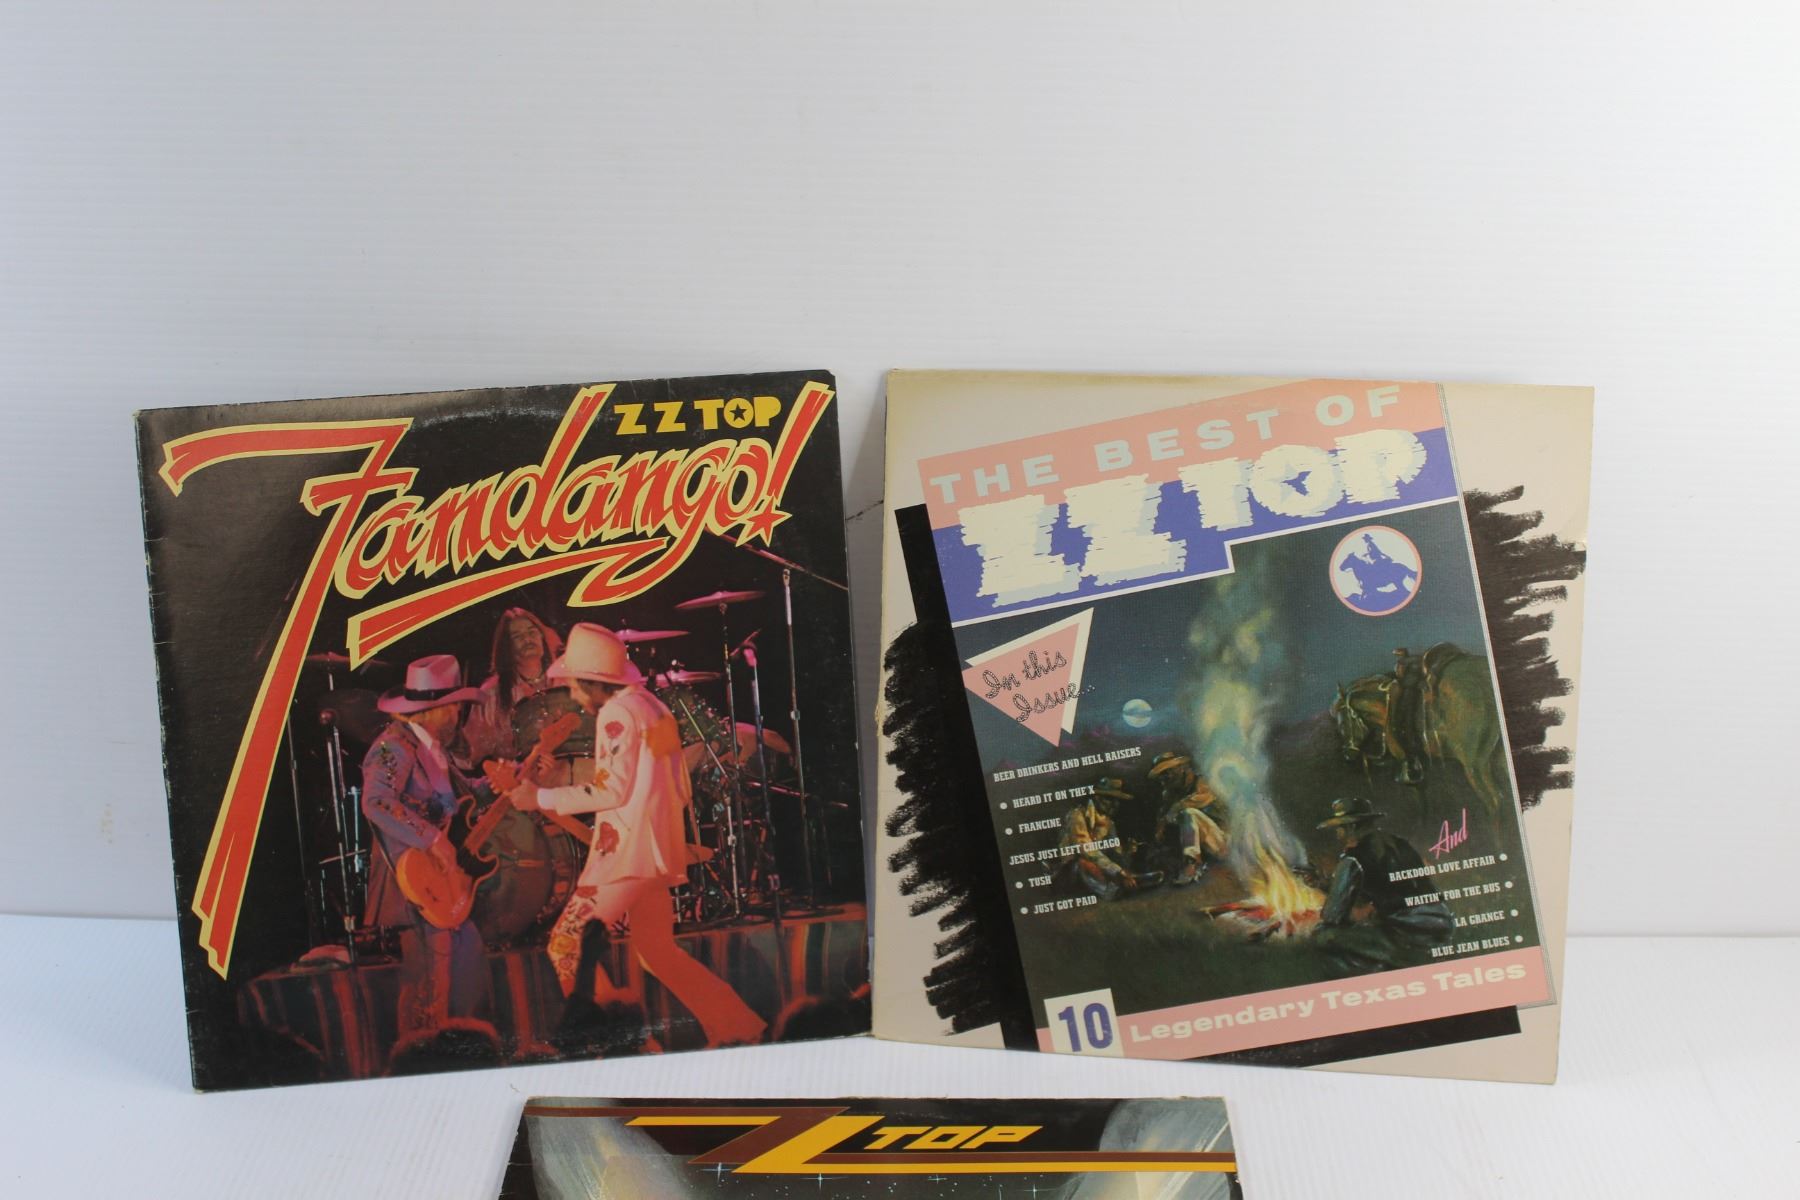 ZZ TOP
Fandango!
THE BEST OF
ZZ TOP
In this
Issue...
BEER DRINKERS AND HELL RAISERS
• HEARD IT ON THE X
• FRANCINE
JESUS JUST LEFT CHICAGO
• TUSH
• JUST GOT PAID
And
BACKDOOR LOVE AFFAIR •
WAITIN' FOR THE BUS •
LA GRANGE •
BLUE JEAN BLUES •
10 Legendary Texas Tales
ZZ TOP